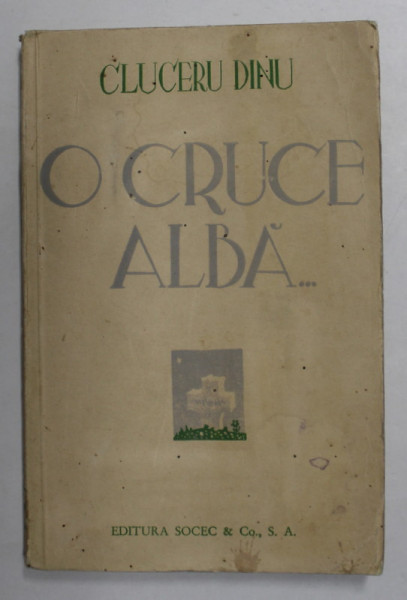 CLUCERU DINU
O CRUCE
ALBĂ...
EDITURA SOCEC & Co., S. A.